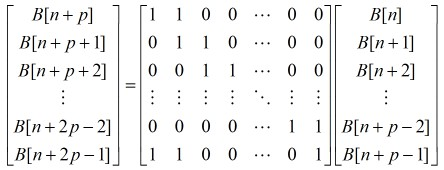 B[n+p] 1 1 0 0 ⋯ 0 0 B[n]
B[n+p+1] 0 1 1 0 ⋯ 0 0 B[n+1]
B[n+p+2] 0 0 1 1 ⋯ 0 0 B[n+2]
⋮ = ⋮ ⋮ ⋮ ⋮ ⋱ ⋮ ⋮ ⋮
B[n+2p−2] 0 0 0 0 ⋯ 1 1 B[n+p−2]
B[n+2p−1] 1 1 0 0 ⋯ 0 1 B[n+p−1]